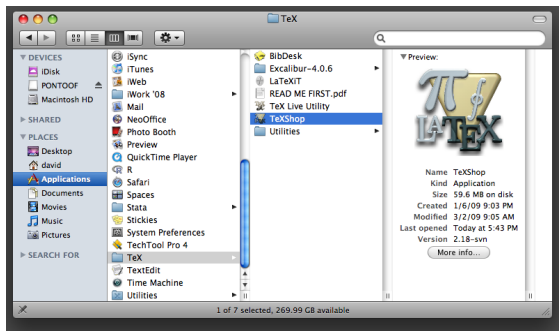 TeX
DEVICES
iDisk
PONTOOF
Macintosh HD
SHARED
PLACES
Desktop
david
Applications
Documents
Movies
Music
Pictures
SEARCH FOR
iSync
iTunes
iWeb
iWork '08
Mail
NeoOffice
Photo Booth
Preview
QuickTime Player
R
Safari
Spaces
Stata
Stickies
System Preferences
TechTool Pro 4
TeX
TextEdit
Time Machine
Utilities
BibDesk
Excalibur-4.0.6
LaTeXiT
READ ME FIRST.pdf
TeX Live Utility
TeXShop
Utilities
Preview:
LATEX
Name TeXShop
Kind Application
Size 59.6 MB on disk
Created 1/6/09 9:03 PM
Modified 3/2/09 9:05 AM
Last opened Today at 5:43 PM
Version 2.18-svn
More info...
1 of 7 selected, 269.99 GB available